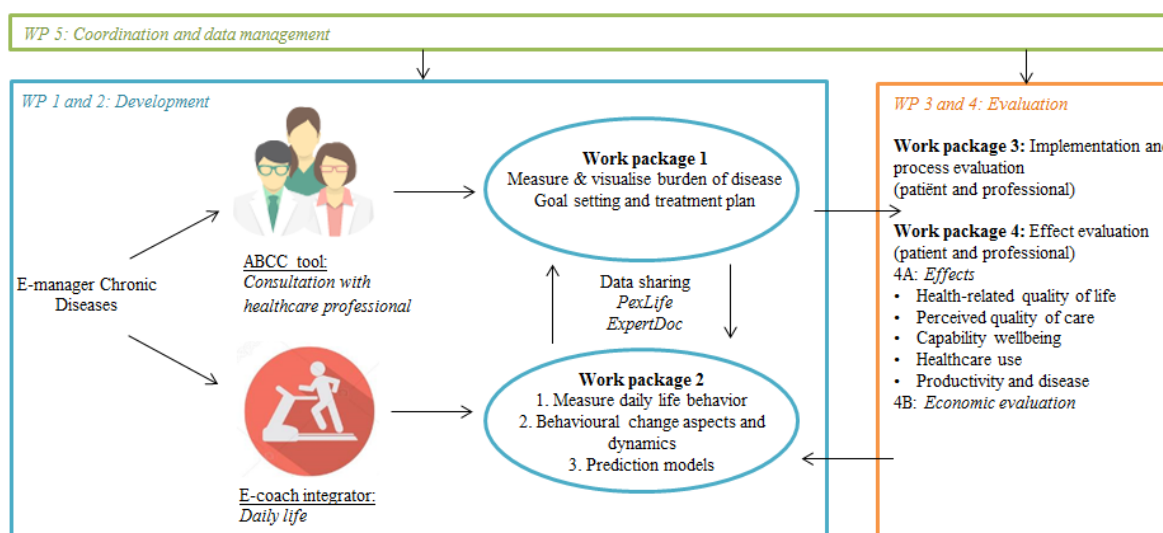 WP 5: Coordination and data management
WP 1 and 2: Development
E-manager Chronic
Diseases
ABCC tool:
Consultation with
healthcare professional
E-coach integrator:
Daily life
Work package 1
Measure & visualise burden of disease
Goal setting and treatment plan
Data sharing
PexLife
ExpertDoc
Work package 2
1. Measure daily life behavior
2. Behavioural change aspects and
dynamics
3. Prediction models
WP 3 and 4: Evaluation
Work package 3: Implementation and
process evaluation
(patiënt and professional)
Work package 4: Effect evaluation
(patient and professional)
4A: Effects
• Health-related quality of life
• Perceived quality of care
• Capability wellbeing
• Healthcare use
• Productivity and disease
4B: Economic evaluation